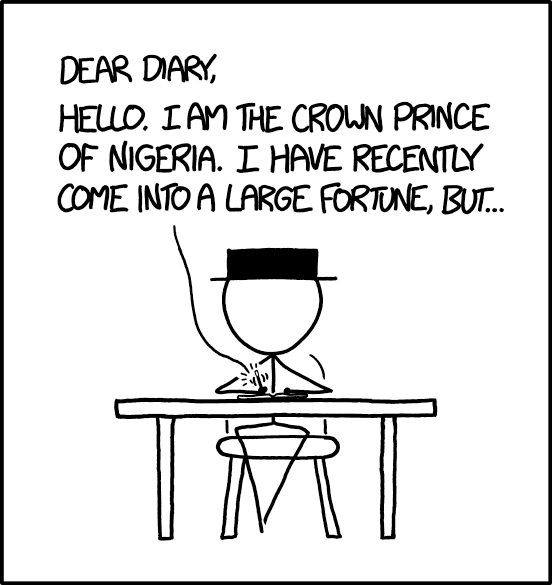 DEAR DIARY,
HELLO. I AM THE CROWN PRINCE
OF NIGERIA. I HAVE RECENTLY
COME INTO A LARGE FORTUNE, BUT...